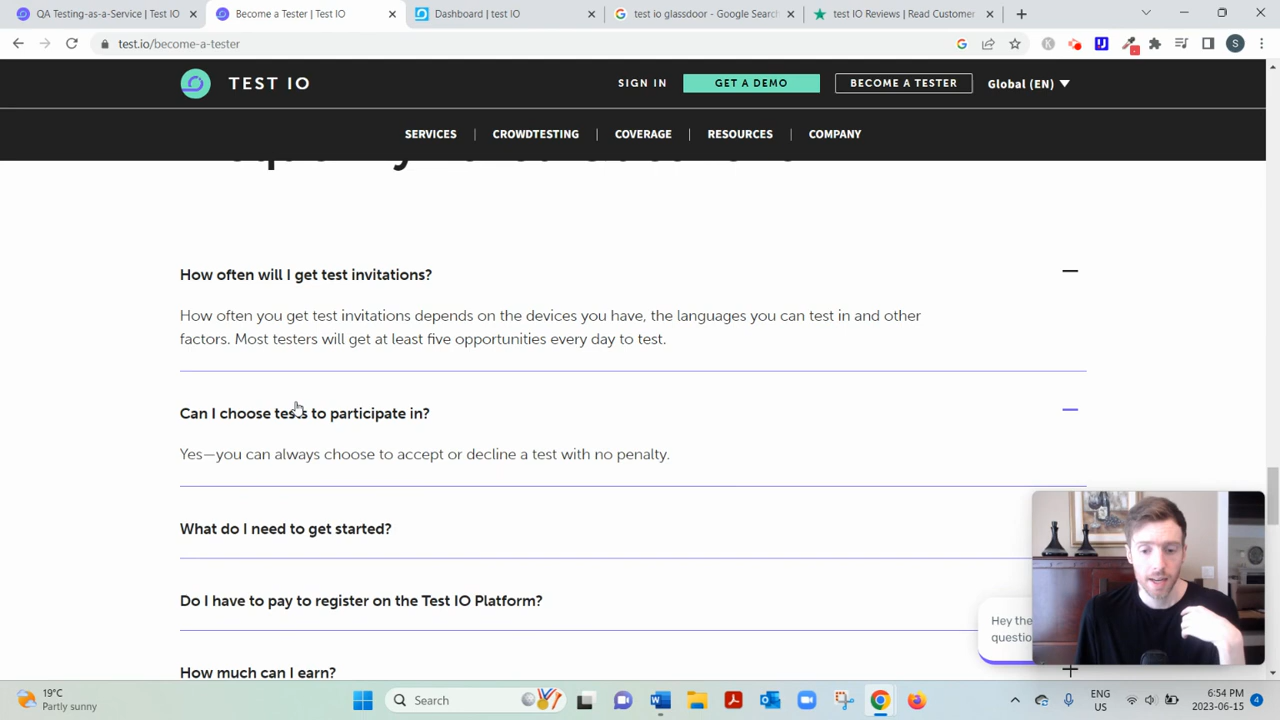 QA Testing-as-a-Service | Test IO
Become a Tester | Test IO
Dashboard | test IO
test io glassdoor - Google Search
test IO Reviews | Read Customer
test.io/become-a-tester
S
TEST IO
SIGN IN
GET A DEMO
BECOME A TESTER
Global (EN)
SERVICES
CROWDTESTING
COVERAGE
RESOURCES
COMPANY
How often will I get test invitations?
How often you get test invitations depends on the devices you have, the languages you can test in and other
factors. Most testers will get at least five opportunities every day to test.
Can I choose tests to participate in?
Yes—you can always choose to accept or decline a test with no penalty.
What do I need to get started?
Do I have to pay to register on the Test IO Platform?
Hey the
questio
How much can I earn?
19°C
Partly sunny
Search
ENG
US
6:54 PM
2023-06-15
4